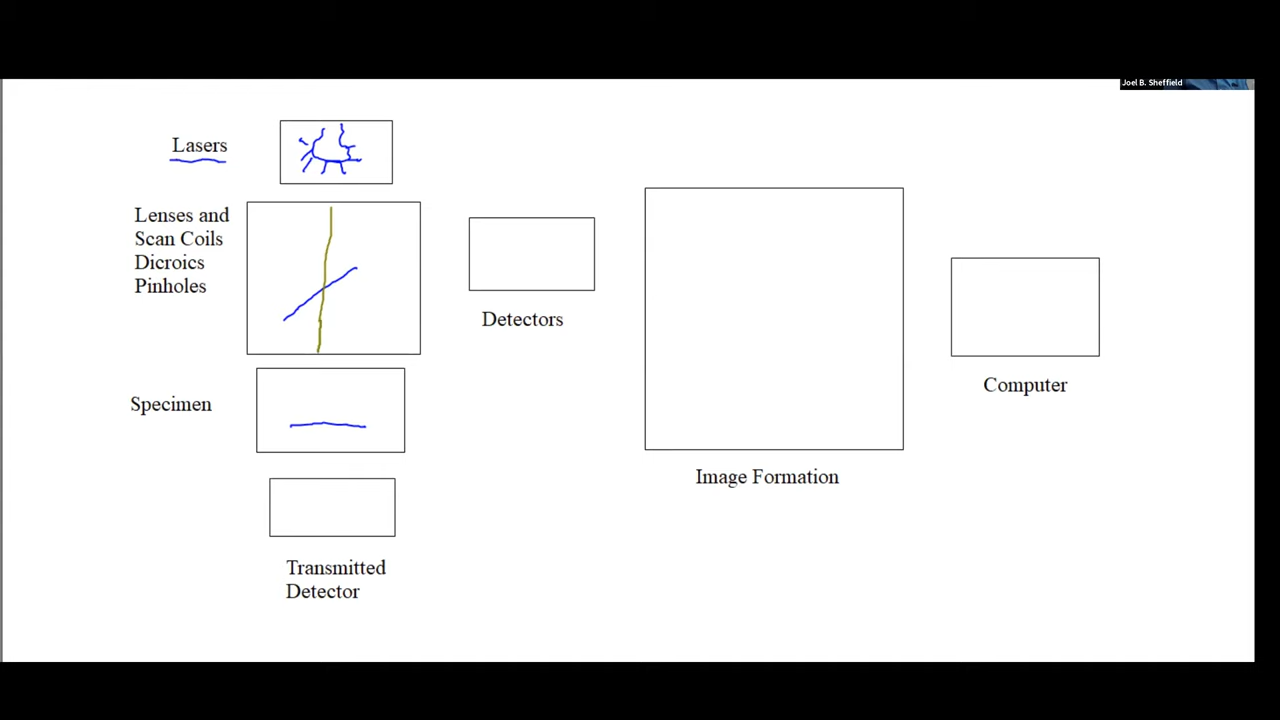 Joel B. Sheffield
Lasers
Lenses and
Scan Coils
Dicroics
Pinholes
Detectors
Computer
Specimen
Image Formation
Transmitted
Detector